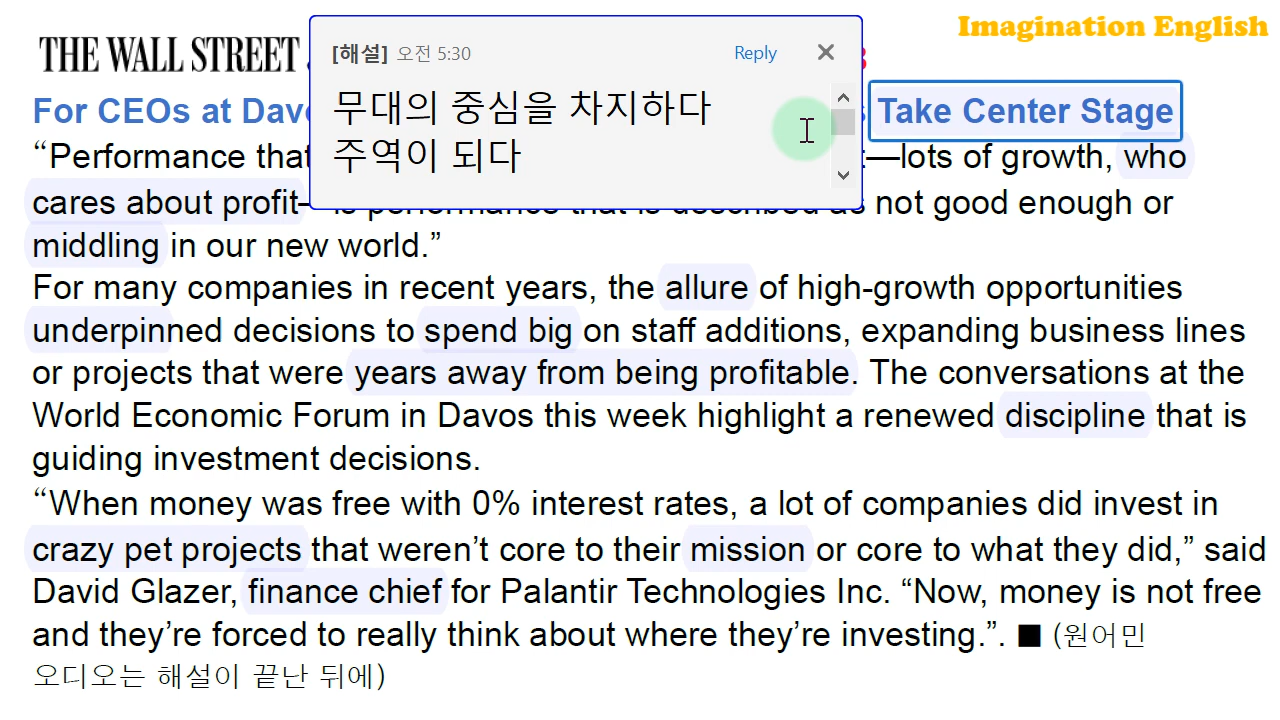 Imagination English
THE WALL STREET
[해설] 오전 5:30 Reply
무대의 중심을 차지하다
주역이 되다
For CEOs at Take Center Stage
“Performance —lots of growth, who
cares about profit— not good enough or
middling in our new world.”
For many companies in recent years, the allure of high-growth opportunities
underpinned decisions to spend big on staff additions, expanding business lines
or projects that were years away from being profitable. The conversations at the
World Economic Forum in Davos this week highlight a renewed discipline that is
guiding investment decisions.
“When money was free with 0% interest rates, a lot of companies did invest in
crazy pet projects that weren’t core to their mission or core to what they did,” said
David Glazer, finance chief for Palantir Technologies Inc. “Now, money is not free
and they’re forced to really think about where they’re investing.”. ■ (원어민
오디오는 해설이 끝난 뒤에)